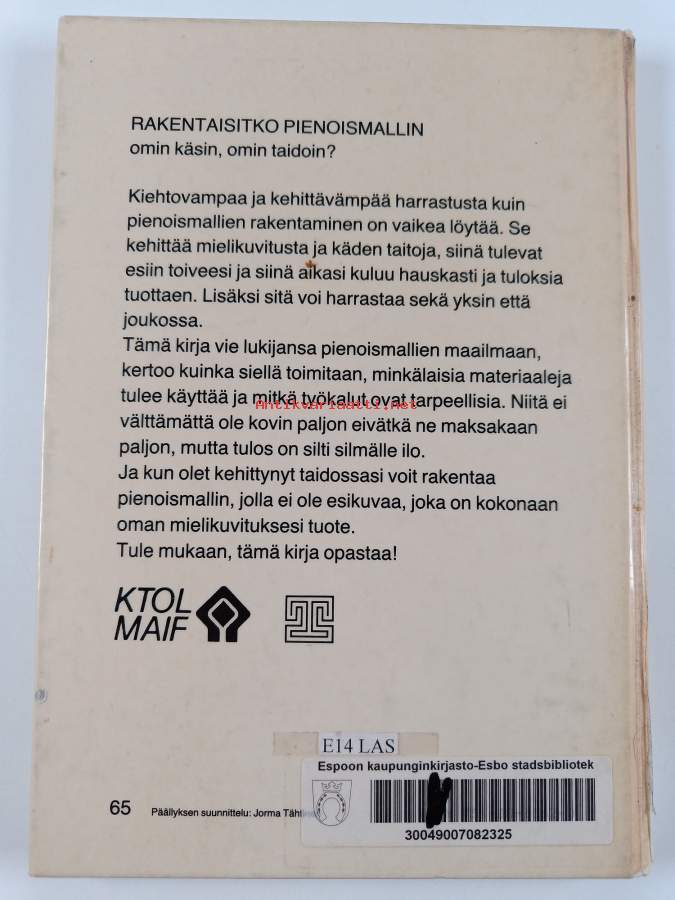 RAKENTAISITKO PIENOISMALLIN
omin käsin, omin taidoin?
Kiehtovampaa ja kehittävämpää harrastusta kuin
pienoismallien rakentaminen on vaikea löytää. Se
kehittää mielikuvitusta ja käden taitoja, siinä tulevat
esiin toiveesi ja siinä aikasi kuluu hauskasti ja tuloksia
tuottaen. Lisäksi sitä voi harrastaa sekä yksin että
joukossa.
Tämä kirja vie lukijansa pienoismallien maailmaan,
kertoo kuinka siellä toimitaan, minkälaisia materiaaleja
tulee käyttää ja mitkä työkalut ovat tarpeellisia. Niitä ei
Antikvariaatti.net
välttämättä ole kovin paljon eivätkä ne maksakaan
paljon, mutta tulos on silti silmälle ilo.
Ja kun olet kehittynyt taidossasi voit rakentaa
pienoismallin, jolla ei ole esikuvaa, joka on kokonaan
oman mielikuvituksesi tuote.
Tule mukaan, tämä kirja opastaa!
KTOL
MAIF
E14 LAS
Espoon kaupunginkirjasto-Esbo stadsbibliotek
30049007082325
65 Päällyksen suunnittelu: Jorma